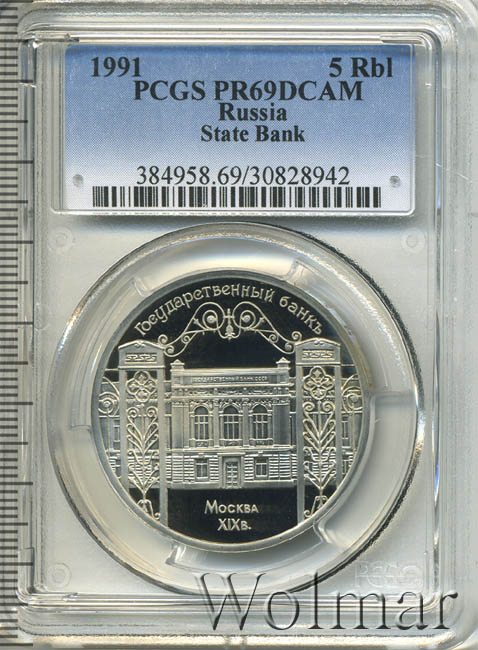 1991 5 Rbl
PCGS PR69DCAM
Russia
State Bank
384958.69/30828942
Государственный банкъ
ГОСУДАРСТВЕННЫЙ БАНК СССР
Москва
XIXв.
PCGS
Wolmar